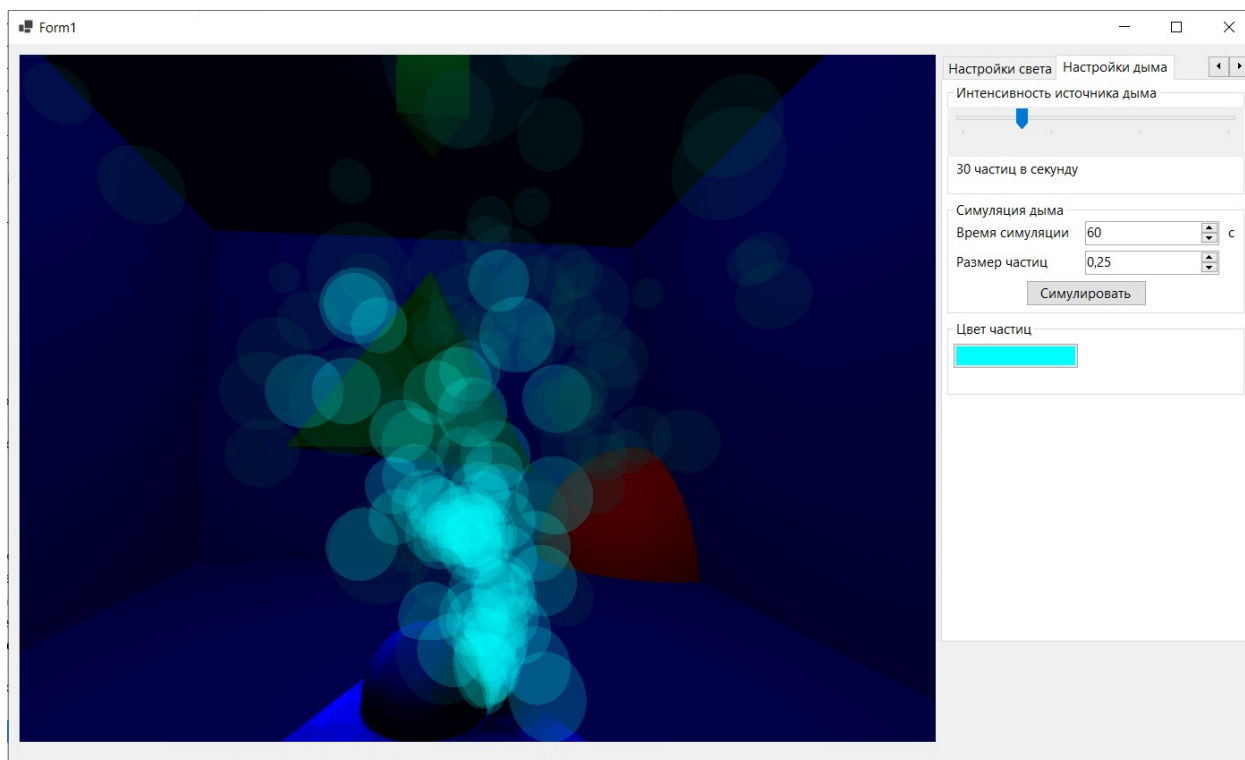 Form1
Настройки света
Настройки дыма
Интенсивность источника дыма
30 частиц в секунду
Симуляция дыма
Время симуляции 60 с
Размер частиц 0,25
Симулировать
Цвет частиц